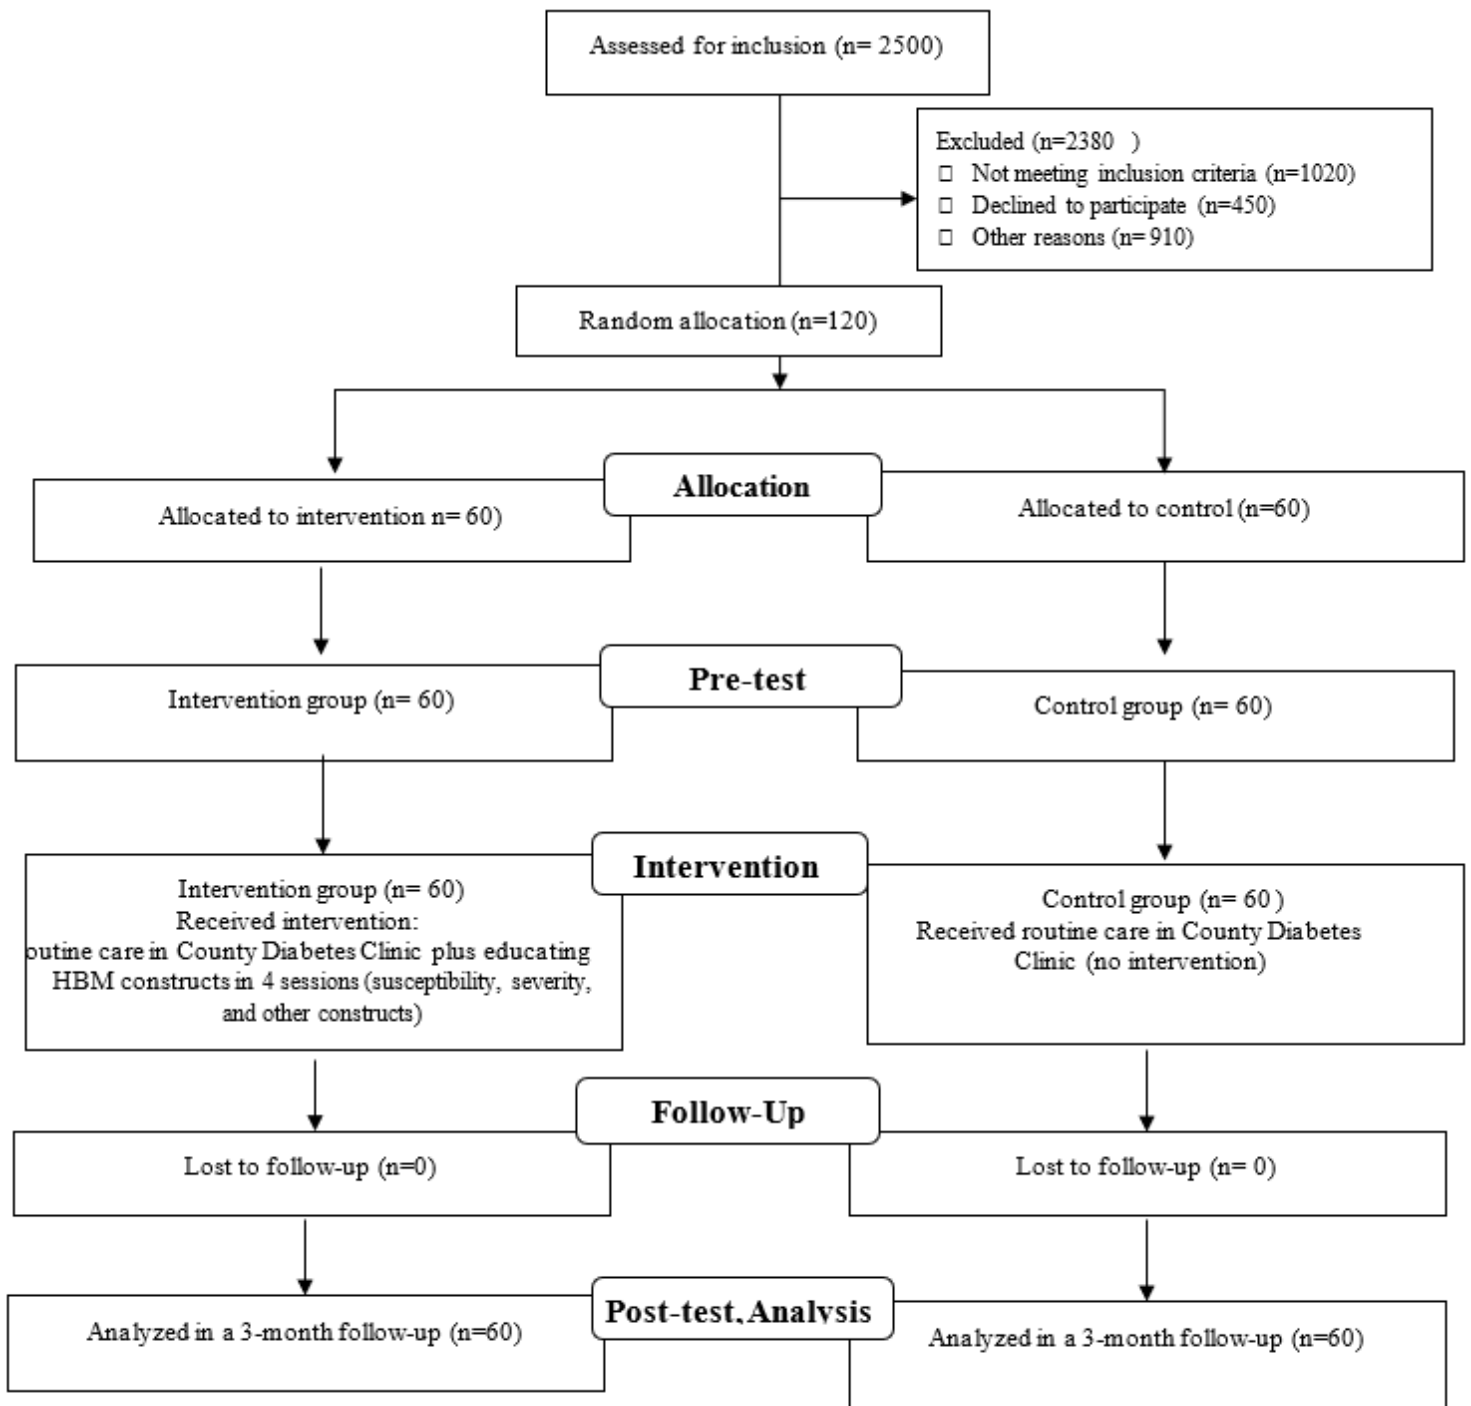 Assessed for inclusion (n= 2500)
Excluded (n=2380 )
□ Not meeting inclusion criteria (n=1020)
□ Declined to participate (n=450)
□ Other reasons (n= 910)
Random allocation (n=120)
Allocation
Allocated to intervention n= 60)
Allocated to control (n=60)
Pre-test
Intervention group (n= 60)
Control group (n= 60)
Intervention
Intervention group (n= 60)
Received intervention:
outine care in County Diabetes Clinic plus educating
HBM constructs in 4 sessions (susceptibility, severity,
and other constructs)
Control group (n= 60 )
Received routine care in County Diabetes
Clinic (no intervention)
Follow-Up
Lost to follow-up (n=0)
Lost to follow-up (n= 0)
Post-test, Analysis
Analyzed in a 3-month follow-up (n=60)
Analyzed in a 3-month follow-up (n=60)